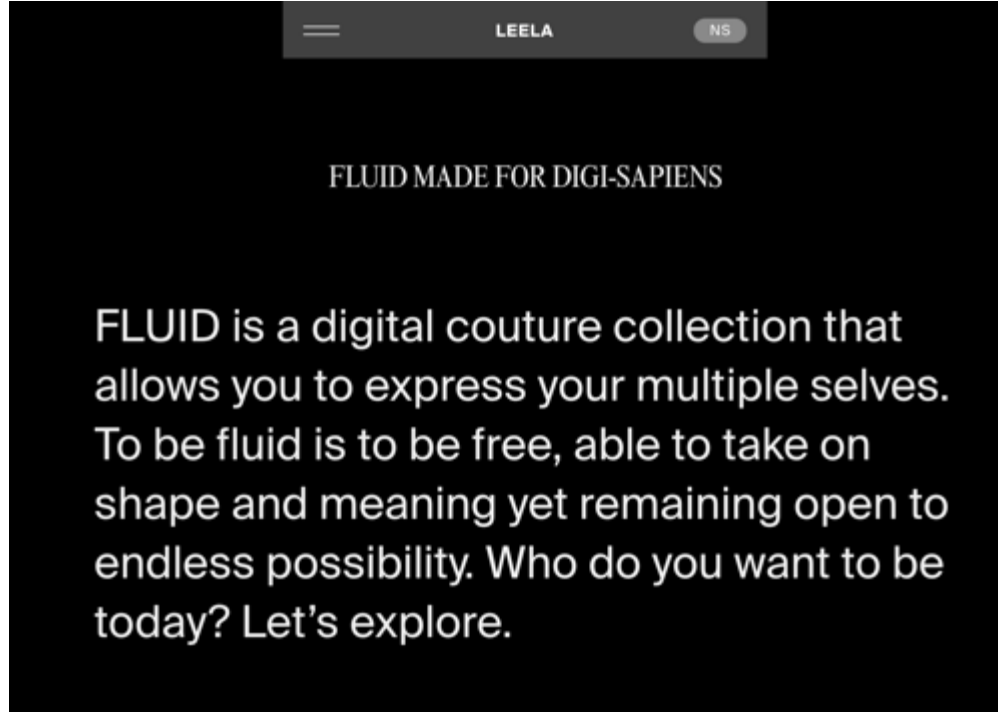 LEELA
NS
FLUID MADE FOR DIGI-SAPIENS
FLUID is a digital couture collection that
allows you to express your multiple selves.
To be fluid is to be free, able to take on
shape and meaning yet remaining open to
endless possibility. Who do you want to be
today? Let’s explore.